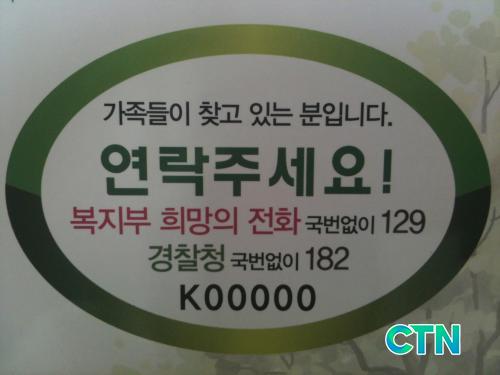 가족들이 찾고 있는 분입니다.
연락주세요!
복지부 희망의 전화 국번없이 129
경찰청 국번없이 182
K00000
CTN